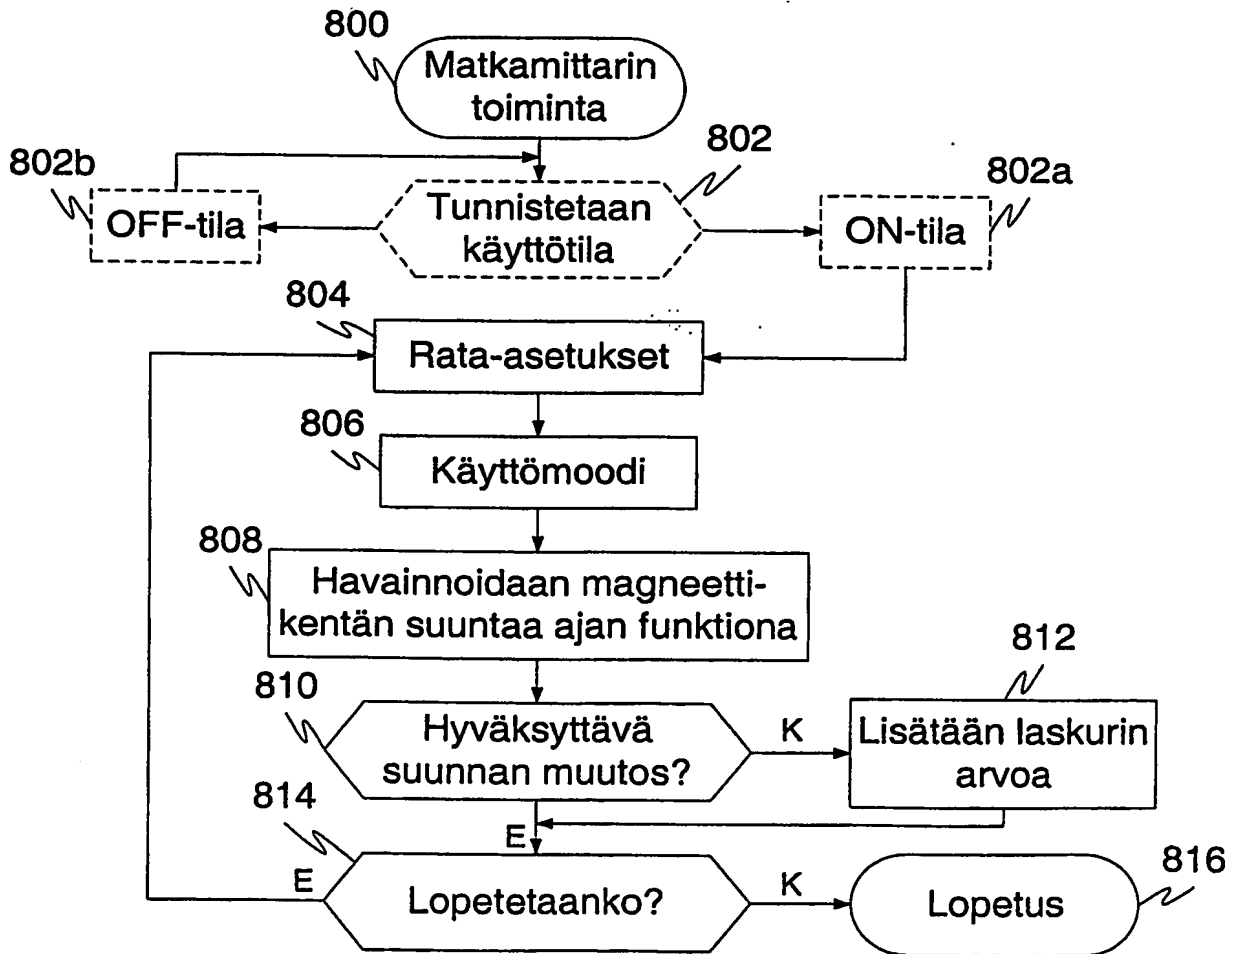 800
Matkamittarin
toiminta
802b
802
802a
OFF-tila
Tunnistetaan
käyttötila
ON-tila
804
Rata-asetukset
806
Käyttömoodi
808
Havainnoidaan magneetti-
kentän suuntaa ajan funktiona
810
812
Hyväksyttävä
suunnan muutos?
K
Lisätään laskurin
arvoa
814
E
E
Lopetetaanko?
K
Lopetus
816